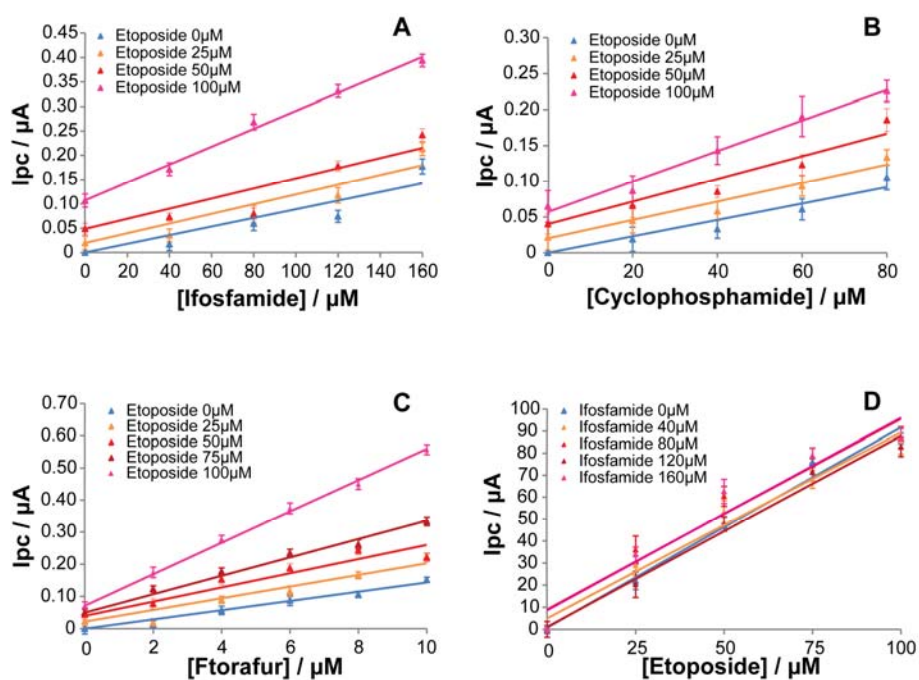 A
Etoposide 0µM
Etoposide 25µM
Etoposide 50µM
Etoposide 100µM
Ipc / µA
0.45
0.40
0.35
0.30
0.25
0.20
0.15
0.10
0.05
0
0 20 40 60 80 100 120 140 160
[Ifosfamide] / µM
B
Etoposide 0µM
Etoposide 25µM
Etoposide 50µM
Etoposide 100µM
Ipc / µA
0.30
0.25
0.20
0.15
0.10
0.05
0
0 20 40 60 80
[Cyclophosphamide] / µM
C
Etoposide 0µM
Etoposide 25µM
Etoposide 50µM
Etoposide 75µM
Etoposide 100µM
Ipc / µA
0.70
0.60
0.50
0.40
0.30
0.20
0.10
0
0 2 4 6 8 10
[Ftorafur] / µM
D
Ifosfamide 0µM
Ifosfamide 40µM
Ifosfamide 80µM
Ifosfamide 120µM
Ifosfamide 160µM
Ipc / µA
100
90
80
70
60
50
40
30
20
10
0
0 25 50 75 100
[Etoposide] / µM